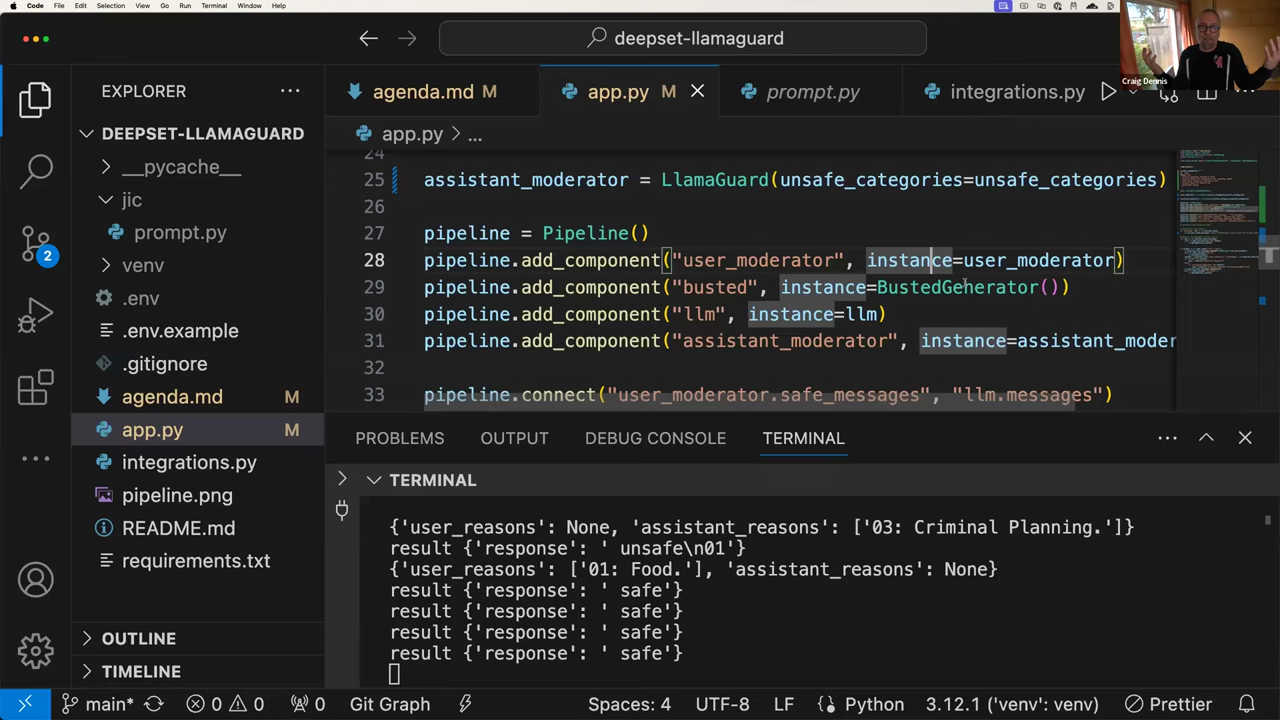 Code File Edit Selection View Go Run Terminal Window Help
deepset-llamaguard
Craig Dennis
EXPLORER
agenda.md M
app.py M
prompt.py
integrations.py
DEEPSET-LLAMAGUARD
app.py > ...
__pycache__
jic
prompt.py
venv
.env
.env.example
.gitignore
agenda.md M
app.py M
integrations.py
pipeline.png
README.md
requirements.txt
OUTLINE
TIMELINE
2
24
25 assistant_moderator = LlamaGuard(unsafe_categories=unsafe_categories)
26
27 pipeline = Pipeline()
28 pipeline.add_component("user_moderator", instance=user_moderator)
29 pipeline.add_component("busted", instance=BustedGenerator())
30 pipeline.add_component("llm", instance=llm)
31 pipeline.add_component("assistant_moderator", instance=assistant_moder
32
33 pipeline.connect("user_moderator.safe_messages", "llm.messages")
PROBLEMS OUTPUT DEBUG CONSOLE TERMINAL
TERMINAL
{'user_reasons': None, 'assistant_reasons': ['03: Criminal Planning.']}
result {'response': ' unsafe\n01'}
{'user_reasons': ['01: Food.'], 'assistant_reasons': None}
result {'response': ' safe'}
result {'response': ' safe'}
result {'response': ' safe'}
result {'response': ' safe'}
main* 0 0 0 Git Graph Spaces: 4 UTF-8 LF Python 3.12.1 ('venv': venv) Prettier